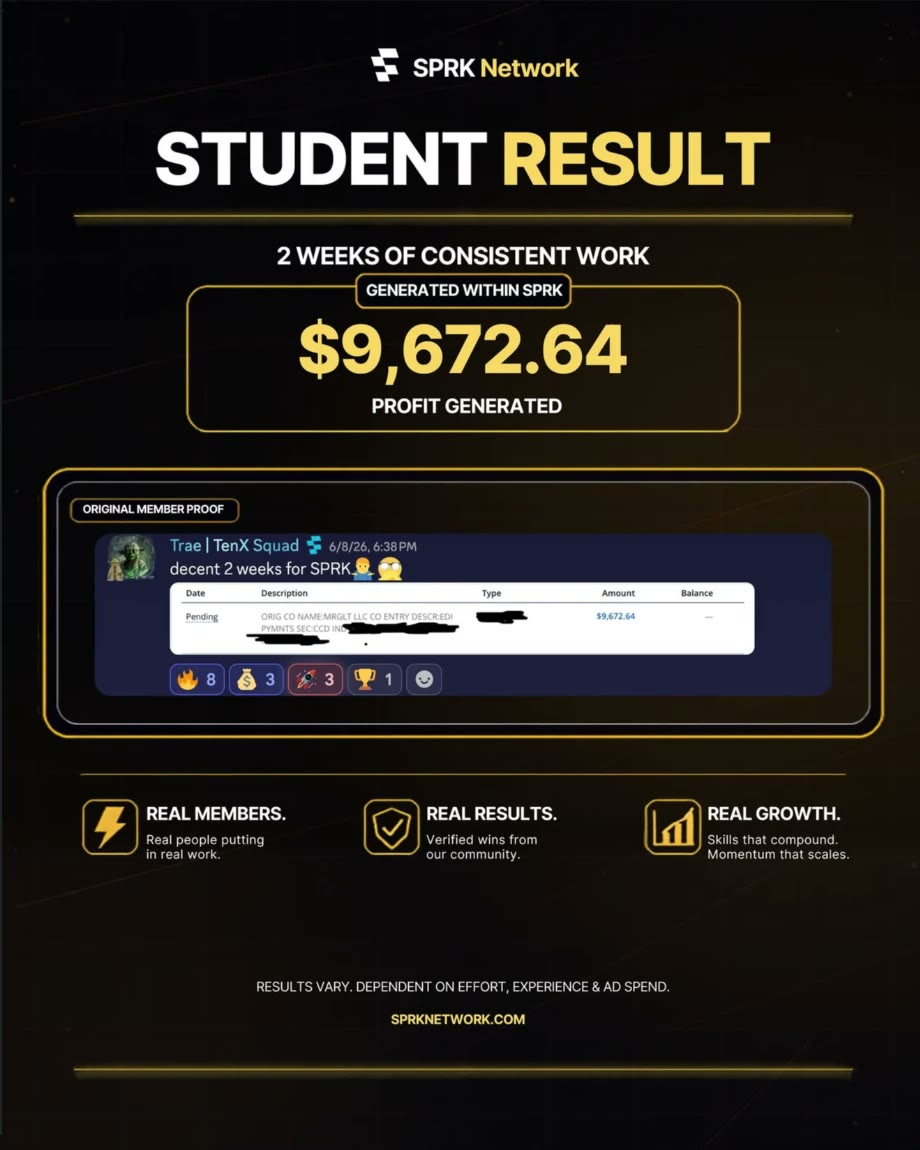 SPRK Network
STUDENT RESULT
2 WEEKS OF CONSISTENT WORK
GENERATED WITHIN SPRK
$9,672.64
PROFIT GENERATED
ORIGINAL MEMBER PROOF
Trae | TenX Squad 6/8/26, 6:38 PM
decent 2 weeks for SPRK🤷‍♂️🙄
Date Description Type Amount Balance
Pending ORIG CO NAME:MRGLT LLC CO ENTRY DESCR:EDI $9,672.64 —
PYMNTS SEC:CCD IND
🔥 8 💰 3 🚀 3 🏆 1
REAL MEMBERS.
Real people putting
in real work.
REAL RESULTS.
Verified wins from
our community.
REAL GROWTH.
Skills that compound.
Momentum that scales.
RESULTS VARY. DEPENDENT ON EFFORT, EXPERIENCE & AD SPEND.
SPRKNETWORK.COM